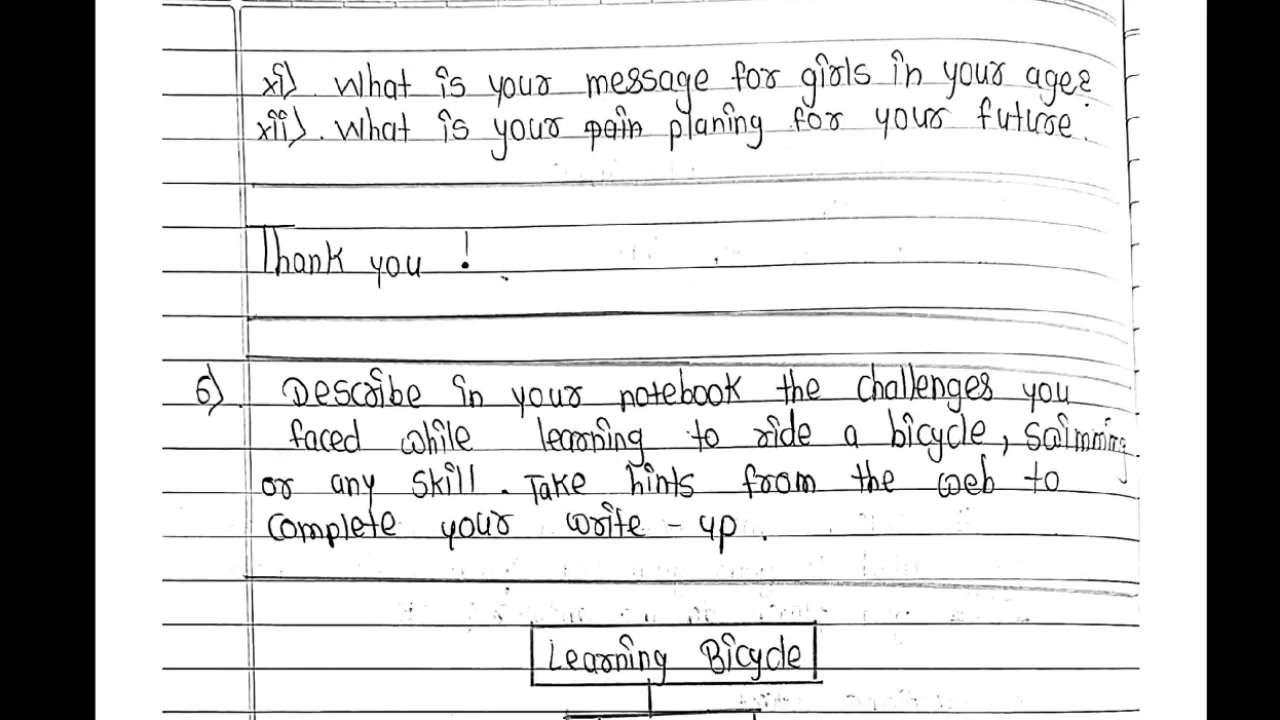 xi). What is your message for girls in your age?
xii). What is your pain planing for your future.
Thank you !
6) Describe in your notebook the challenges you
faced while learning to ride a bicycle, Saimming
or any skill. Take hints from the web to
Complete your write - up.
Learning Bicycle